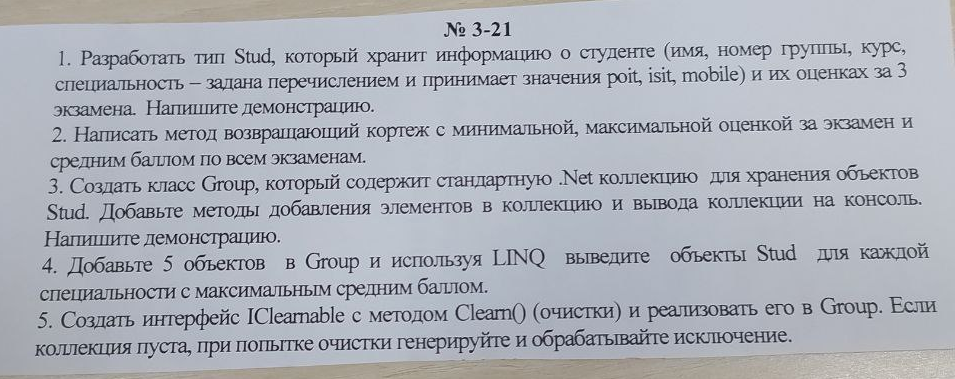 № 3-21
1. Разработать тип Stud, который хранит информацию о студенте (имя, номер группы, курс,
специальность – задана перечислением и принимает значения poit, isit, mobile) и их оценках за 3
экзамена. Напишите демонстрацию.
2. Написать метод возвращающий кортеж с минимальной, максимальной оценкой за экзамен и
средним баллом по всем экзаменам.
3. Создать класс Group, который содержит стандартную .Net коллекцию для хранения объектов
Stud. Добавьте методы добавления элементов в коллекцию и вывода коллекции на консоль.
Напишите демонстрацию.
4. Добавьте 5 объектов в Group и используя LINQ выведите объекты Stud для каждой
специальности с максимальным средним баллом.
5. Создать интерфейс IClearnable с методом Clearn() (очистки) и реализовать его в Group. Если
коллекция пуста, при попытке очистки генерируйте и обрабатывайте исключение.